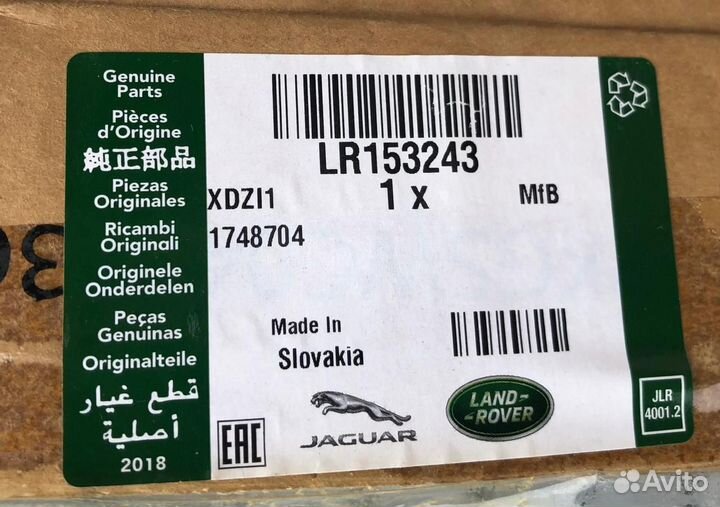 Genuine
Parts
Pièces
d'Origine
純正部品
Piezas
Originales
Ricambi
Originali
Originele
Onderdelen
Peças
Genuinas
Originalteile
قطع غيار
أصلية
2018
LR153243
XDZI1 1 x MfB
1748704
Made In
Slovakia
EAC
JAGUAR
LAND-
-ROVER
JLR
4001.2
Avito